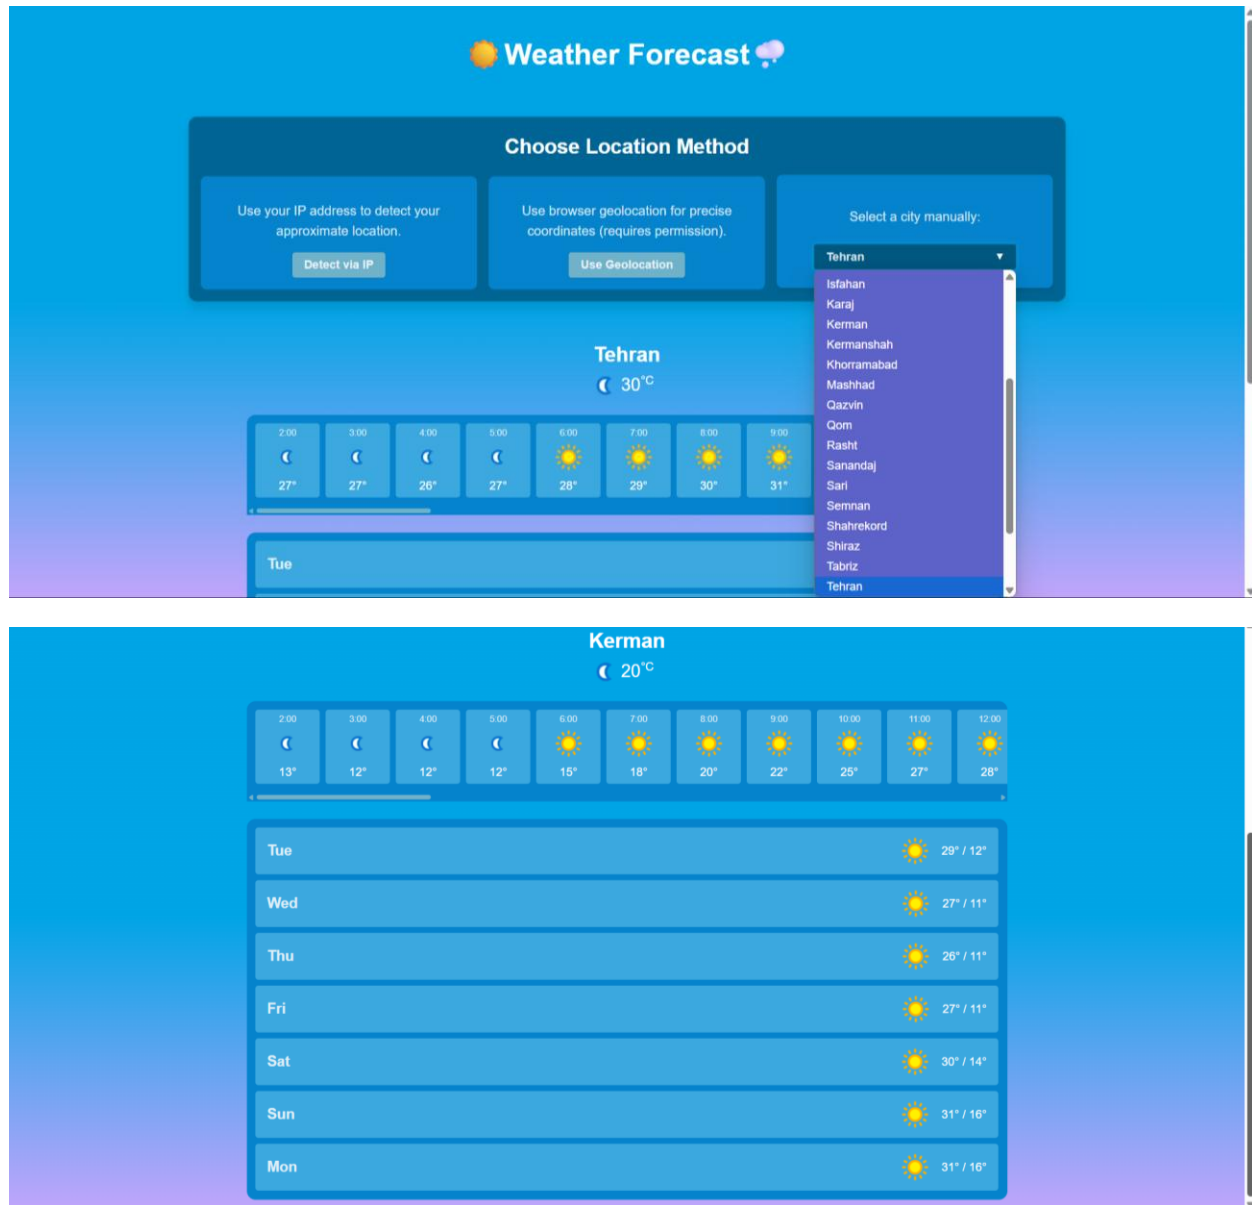 Weather Forecast
Choose Location Method
Use your IP address to detect your
approximate location.
Detect via IP
Use browser geolocation for precise
coordinates (requires permission).
Use Geolocation
Select a city manually:
Tehran ▼
Isfahan
Karaj
Kerman
Kermanshah
Khorramabad
Mashhad
Qazvin
Qom
Rasht
Sanandaj
Sari
Semnan
Shahrekord
Shiraz
Tabriz
Tehran
Tehran
30°C
2:00 3:00 4:00 5:00 6:00 7:00 8:00 9:00
27° 27° 26° 27° 28° 29° 30° 31°
Tue
Kerman
20°C
2:00 3:00 4:00 5:00 6:00 7:00 8:00 9:00 10:00 11:00 12:00
13° 12° 12° 12° 15° 18° 20° 22° 25° 27° 28°
Tue 29° / 12°
Wed 27° / 11°
Thu 26° / 11°
Fri 27° / 11°
Sat 30° / 14°
Sun 31° / 16°
Mon 31° / 16°